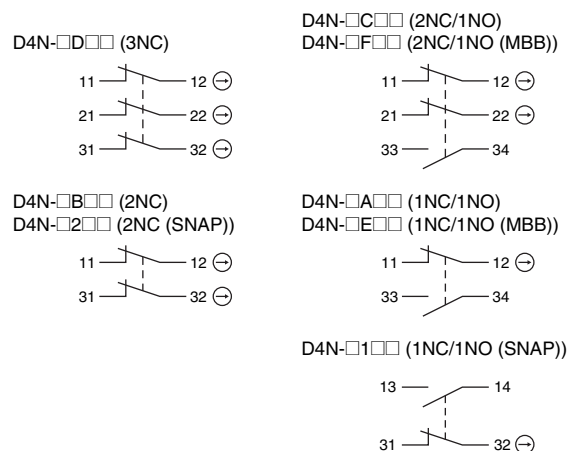 D4N-□D□□ (3NC)
11 12
21 22
31 32
D4N-□C□□ (2NC/1NO)
D4N-□F□□ (2NC/1NO (MBB))
11 12
21 22
33 34
D4N-□B□□ (2NC)
D4N-□2□□ (2NC (SNAP))
11 12
31 32
D4N-□A□□ (1NC/1NO)
D4N-□E□□ (1NC/1NO (MBB))
11 12
33 34
D4N-□1□□ (1NC/1NO (SNAP))
13 14
31 32